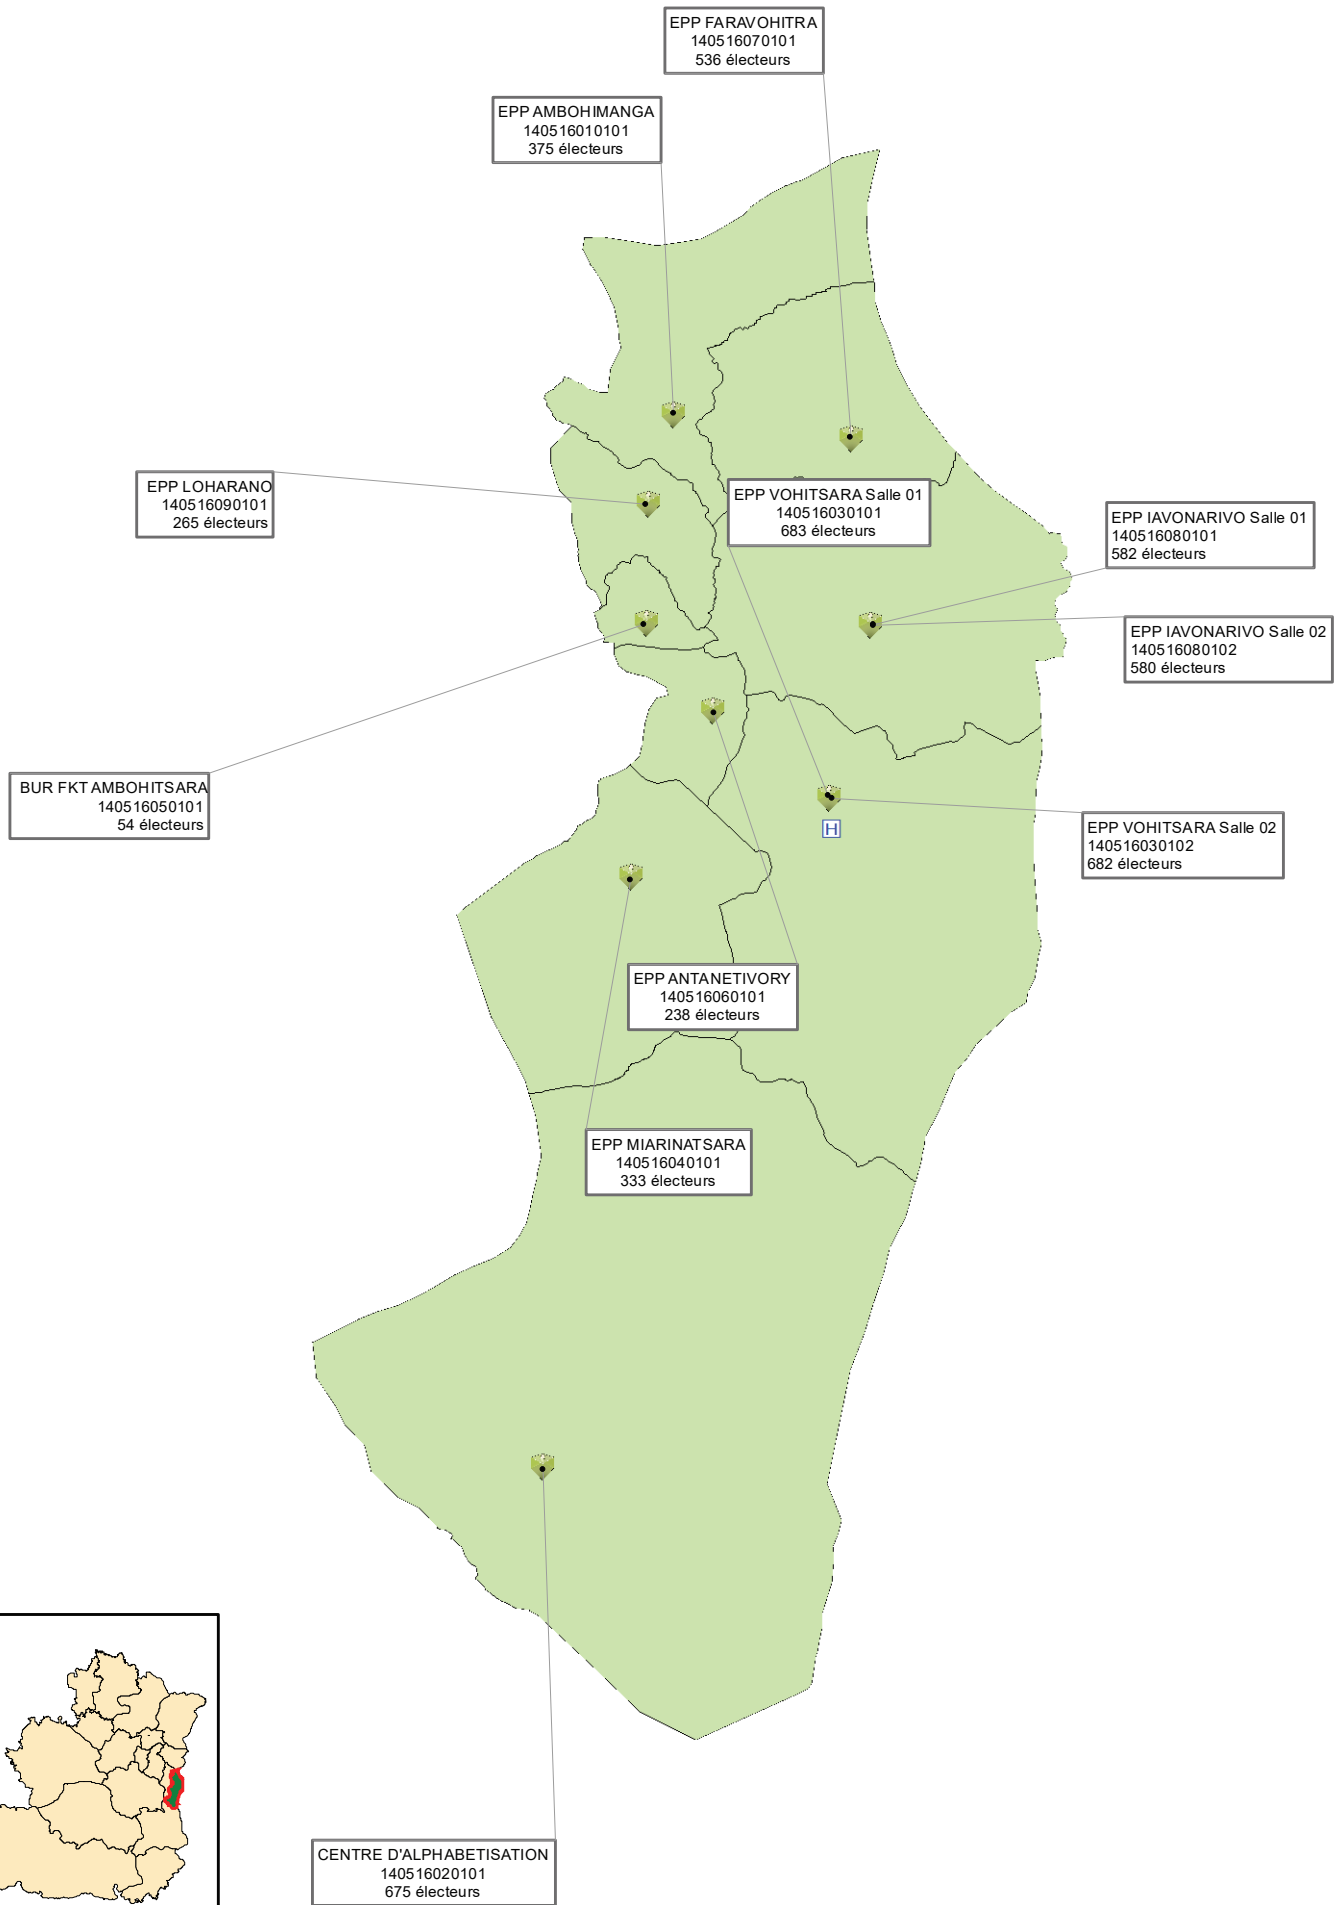 EPP FARAVOHITRA
140516070101
536 électeurs
EPP AMBOHIMANGA
140516010101
375 électeurs
EPP LOHARANO
140516090101
265 électeurs
EPP VOHITSARA Salle 01
140516030101
683 électeurs
EPP IAVONARIVO Salle 01
140516080101
582 électeurs
EPP IAVONARIVO Salle 02
140516080102
580 électeurs
BUR FKT AMBOHITSARA
140516050101
54 électeurs
H
EPP VOHITSARA Salle 02
140516030102
682 électeurs
EPP ANTANETIVORY
140516060101
238 électeurs
EPP MIARINATSARA
140516040101
333 électeurs
CENTRE D'ALPHABETISATION
140516020101
675 électeurs